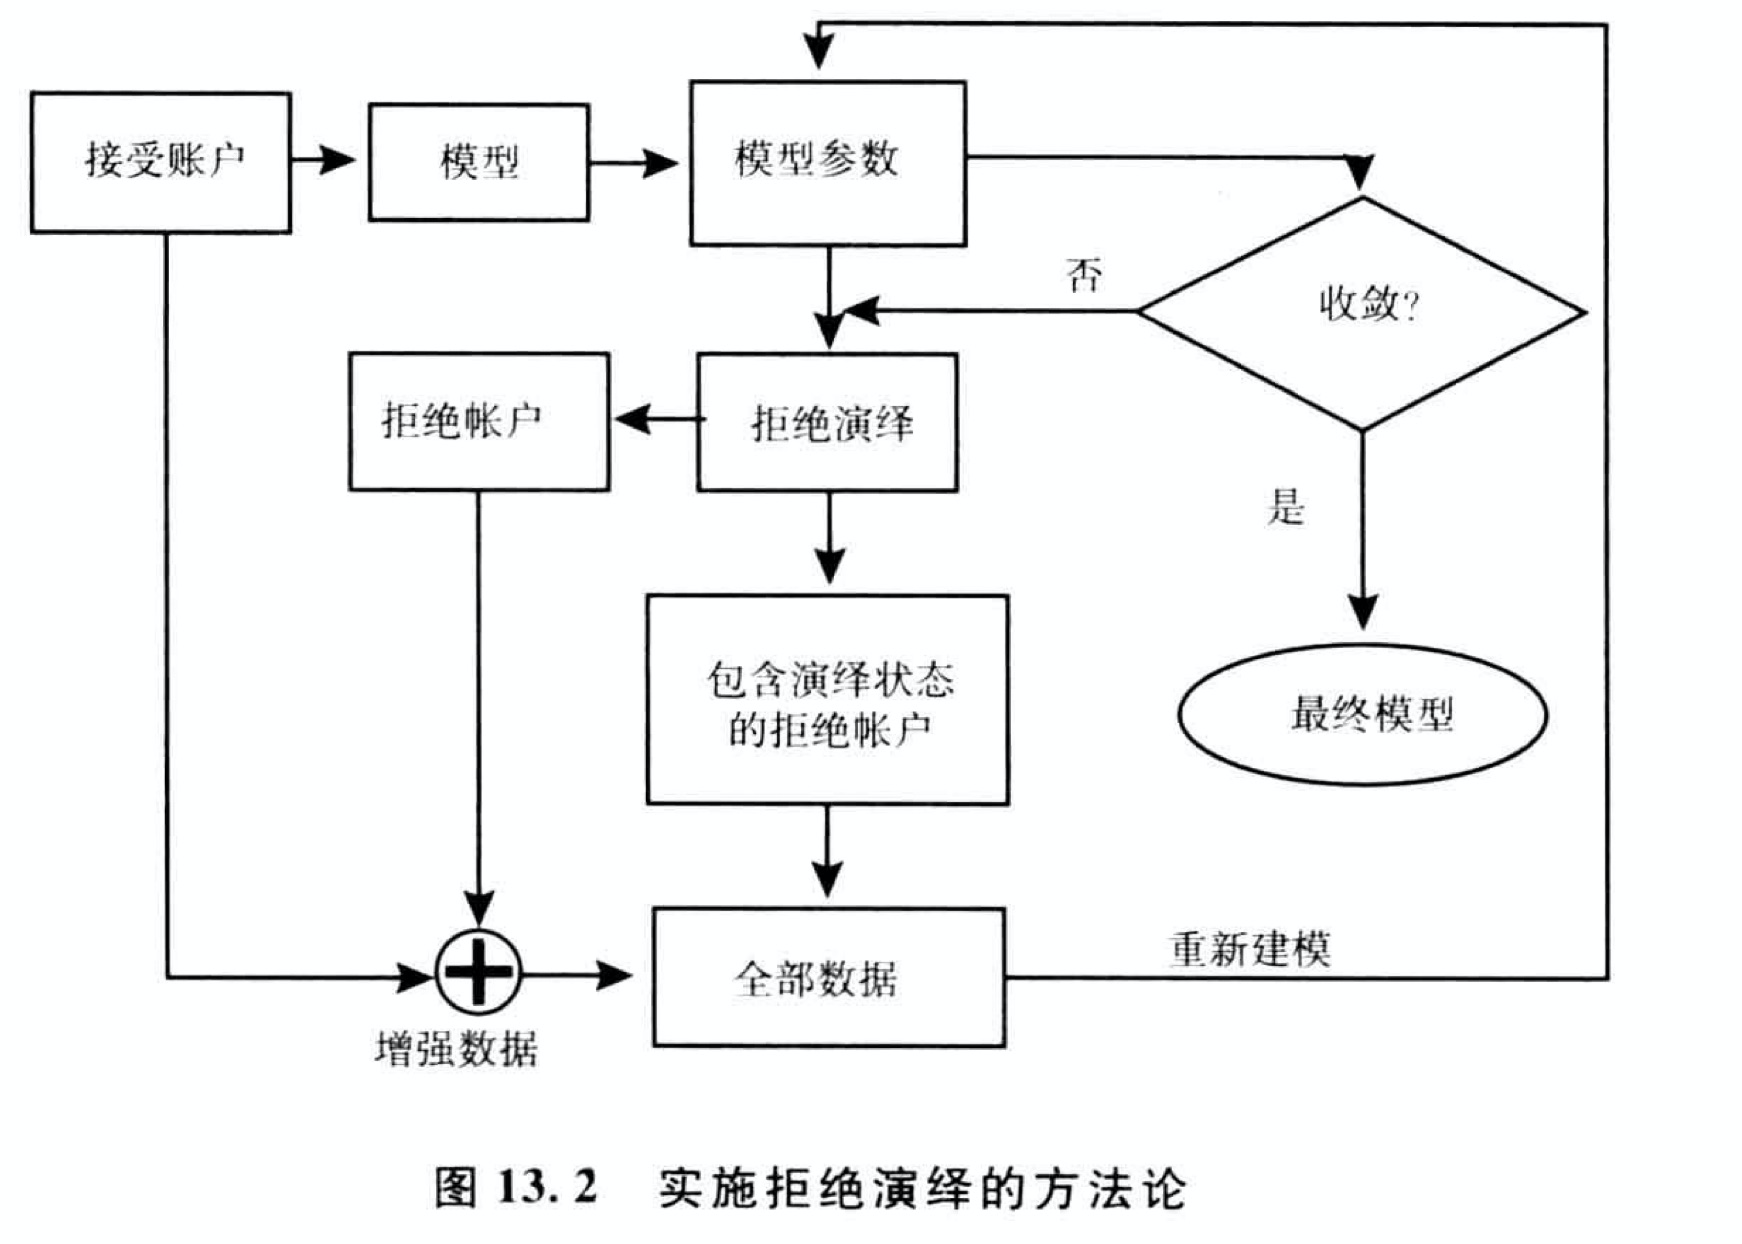 接受账户
模型
模型参数
否
收敛?
拒绝帐户
拒绝演绎
是
包含演绎状态
的拒绝帐户
最终模型
重新建模
全部数据
增强数据
图 13.2 实施拒绝演绎的方法论